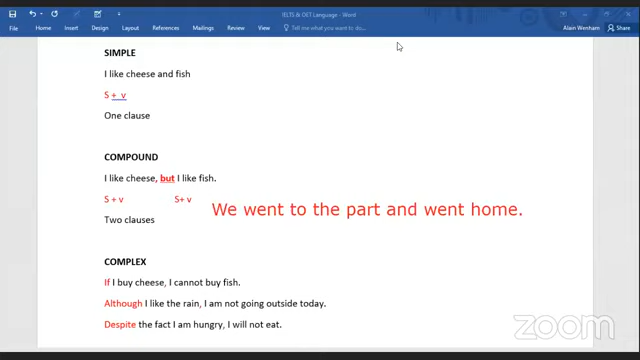 IELTS & OET Language - Word
Alain Wenham
Share
File Home Insert Design Layout References Mailings Review View Tell me what you want to do...
SIMPLE
I like cheese and fish
S + v
One clause
COMPOUND
I like cheese, but I like fish.
S + v S+ v
We went to the part and went home.
Two clauses
COMPLEX
If I buy cheese, I cannot buy fish.
Although I like the rain, I am not going outside today.
Despite the fact I am hungry, I will not eat.
zoom